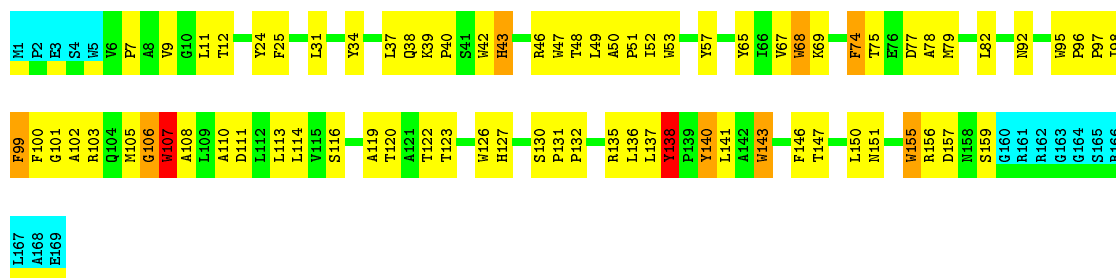 M1 P2 E3 S4 W5 V6 P7 A8 V9 G10 L11 T12 Y24 F25 L31 Y34 L37 Q38 K39 P40 S41 W42 H43 R46 W47 T48 L49 A50 P51 I52 W53 Y57 Y65 I66 V67 W68 K69 F74 T75 E76 D77 A78 M79 L82 N92 W95 P96 P97
F99 F100 G101 A102 R103 Q104 M105 G106 W107 A108 L109 A110 D111 L112 L113 L114 V115 S116 A119 T120 A121 T122 T123 W126 H127 S130 P131 P132 R135 L136 L137 Y138 P139 Y140 L141 A142 W143 F146 T147 L150 N151 W155 R156 D157 N158 S159 G160 R161 R162 G163 G164 S165
L167 A168 E169